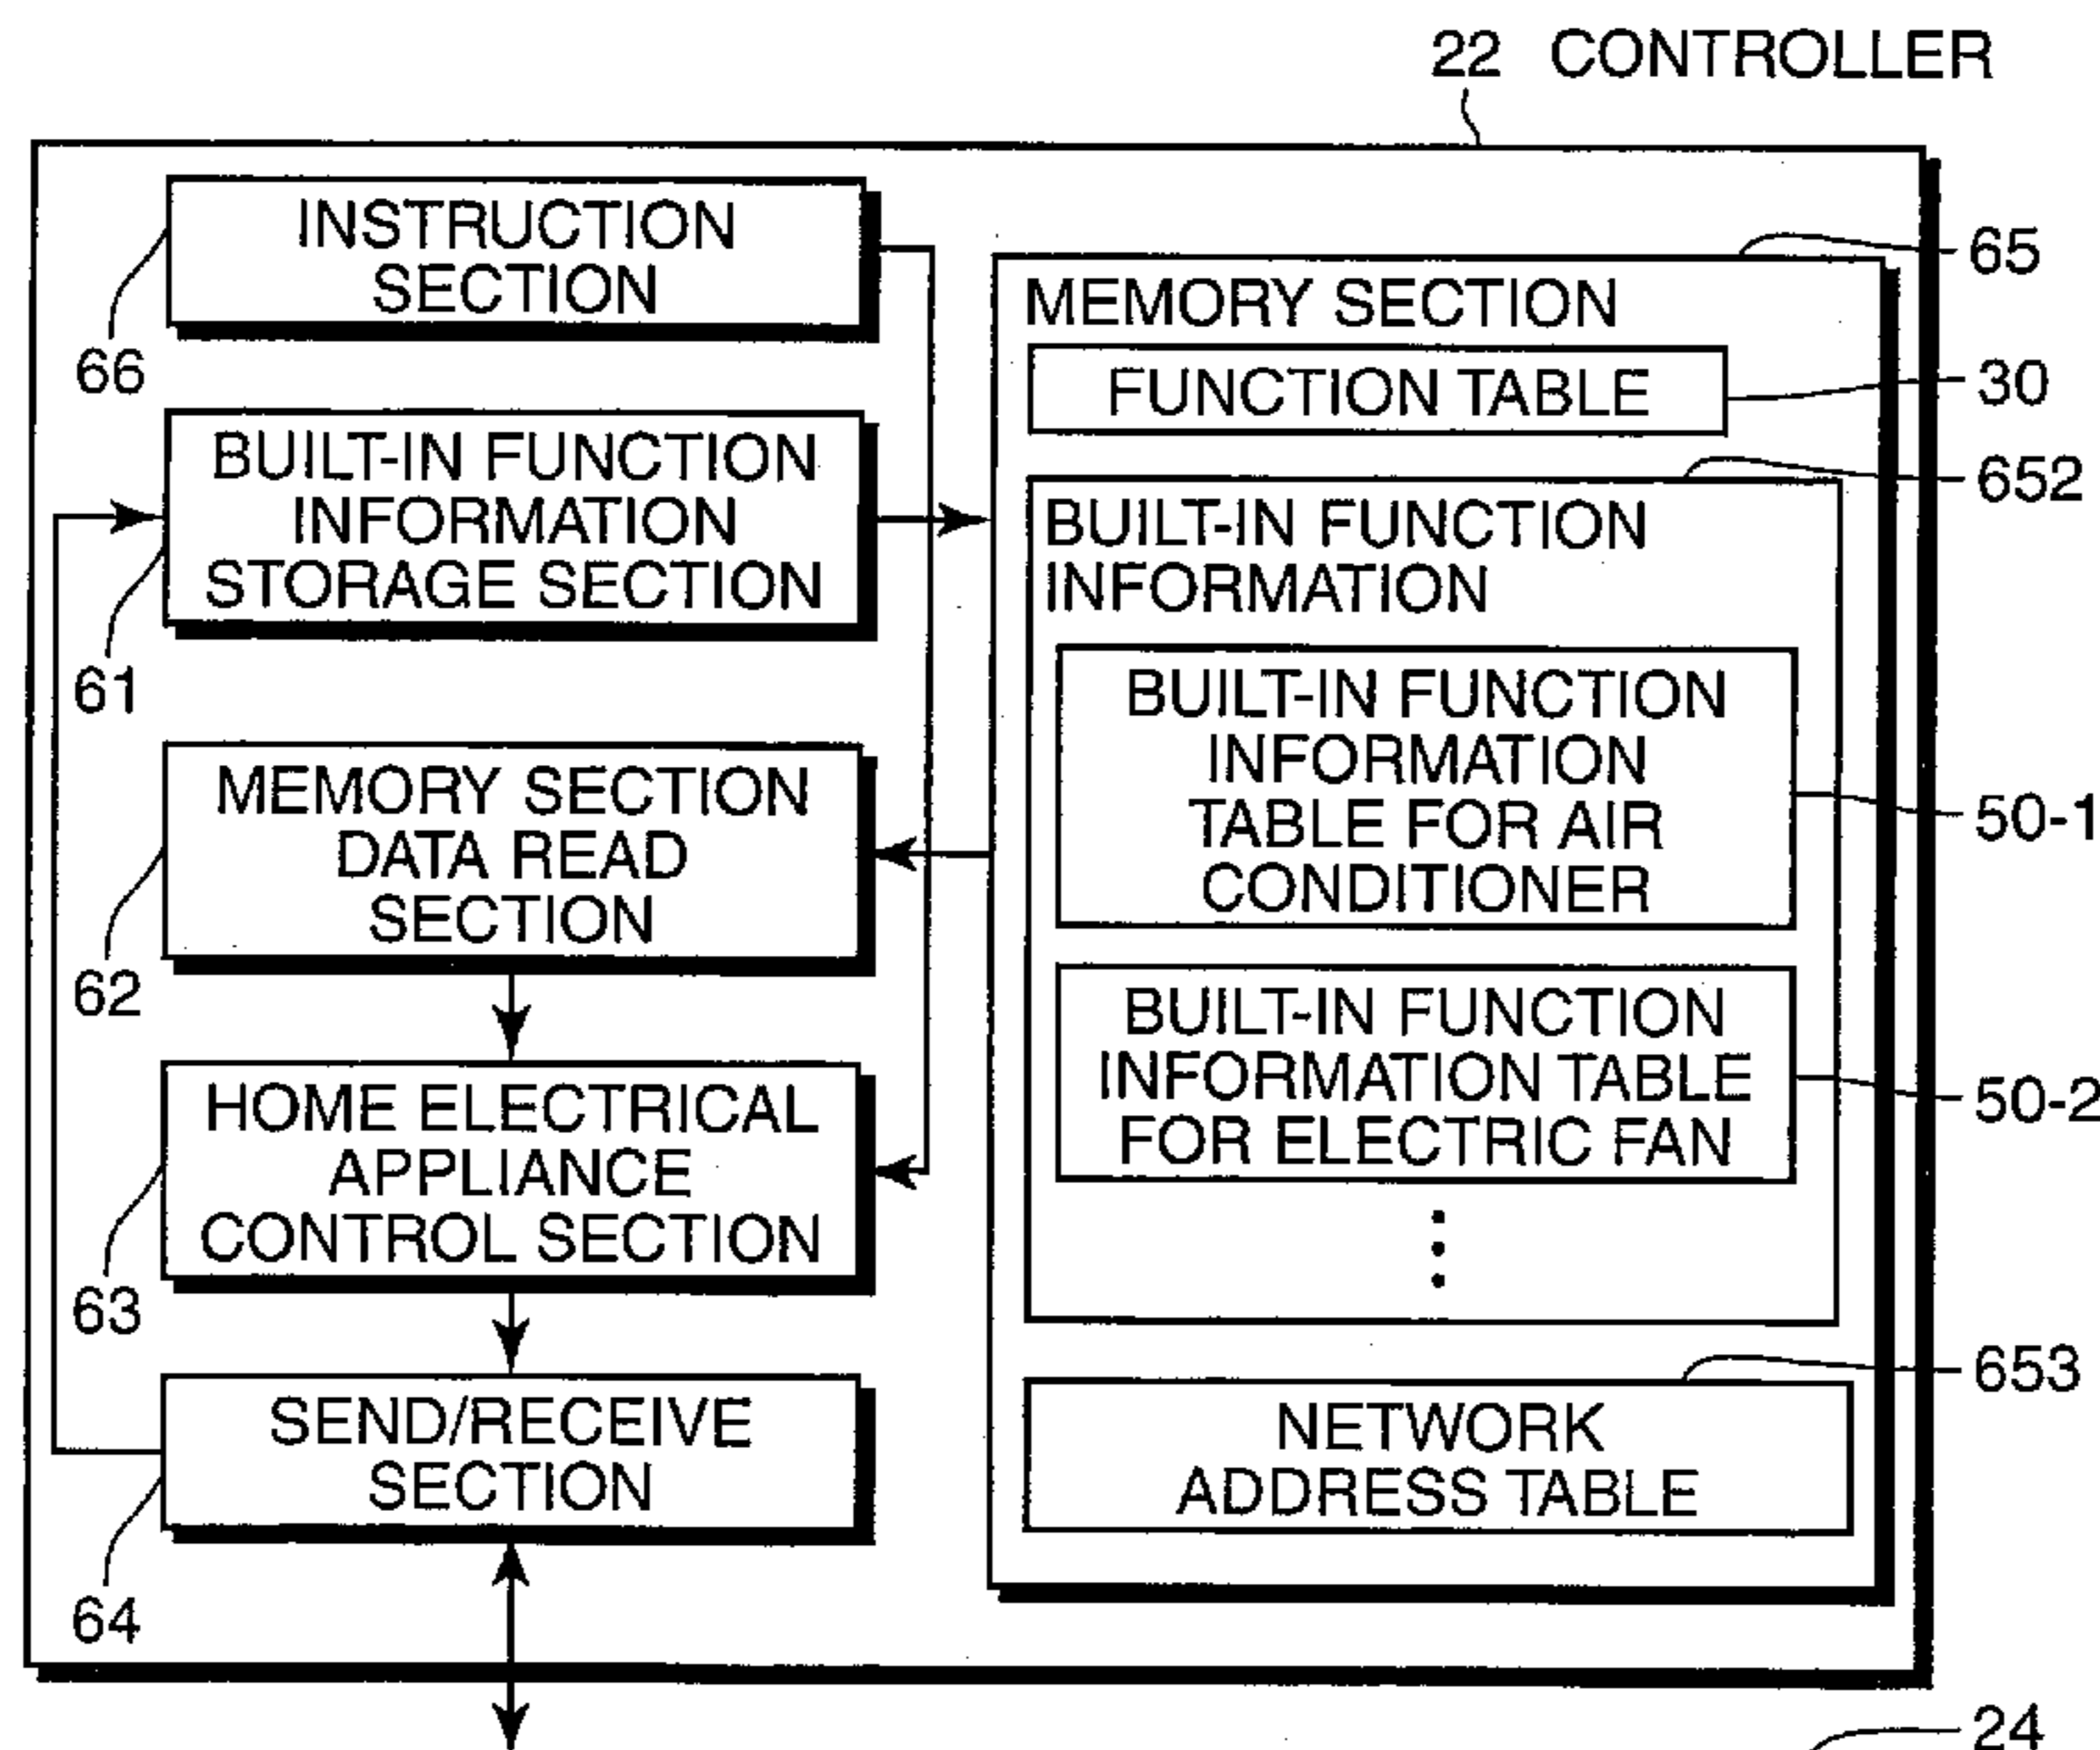 22 CONTROLLER
INSTRUCTION
SECTION
66
BUILT-IN FUNCTION
INFORMATION
STORAGE SECTION
61
MEMORY SECTION
DATA READ
SECTION
62
HOME ELECTRICAL
APPLIANCE
CONTROL SECTION
63
SEND/RECEIVE
SECTION
64
65
MEMORY SECTION
FUNCTION TABLE
30
652
BUILT-IN FUNCTION
INFORMATION
BUILT-IN FUNCTION
INFORMATION
TABLE FOR AIR
CONDITIONER
50-1
BUILT-IN FUNCTION
INFORMATION TABLE
FOR ELECTRIC FAN
50-2
653
NETWORK
ADDRESS TABLE
24